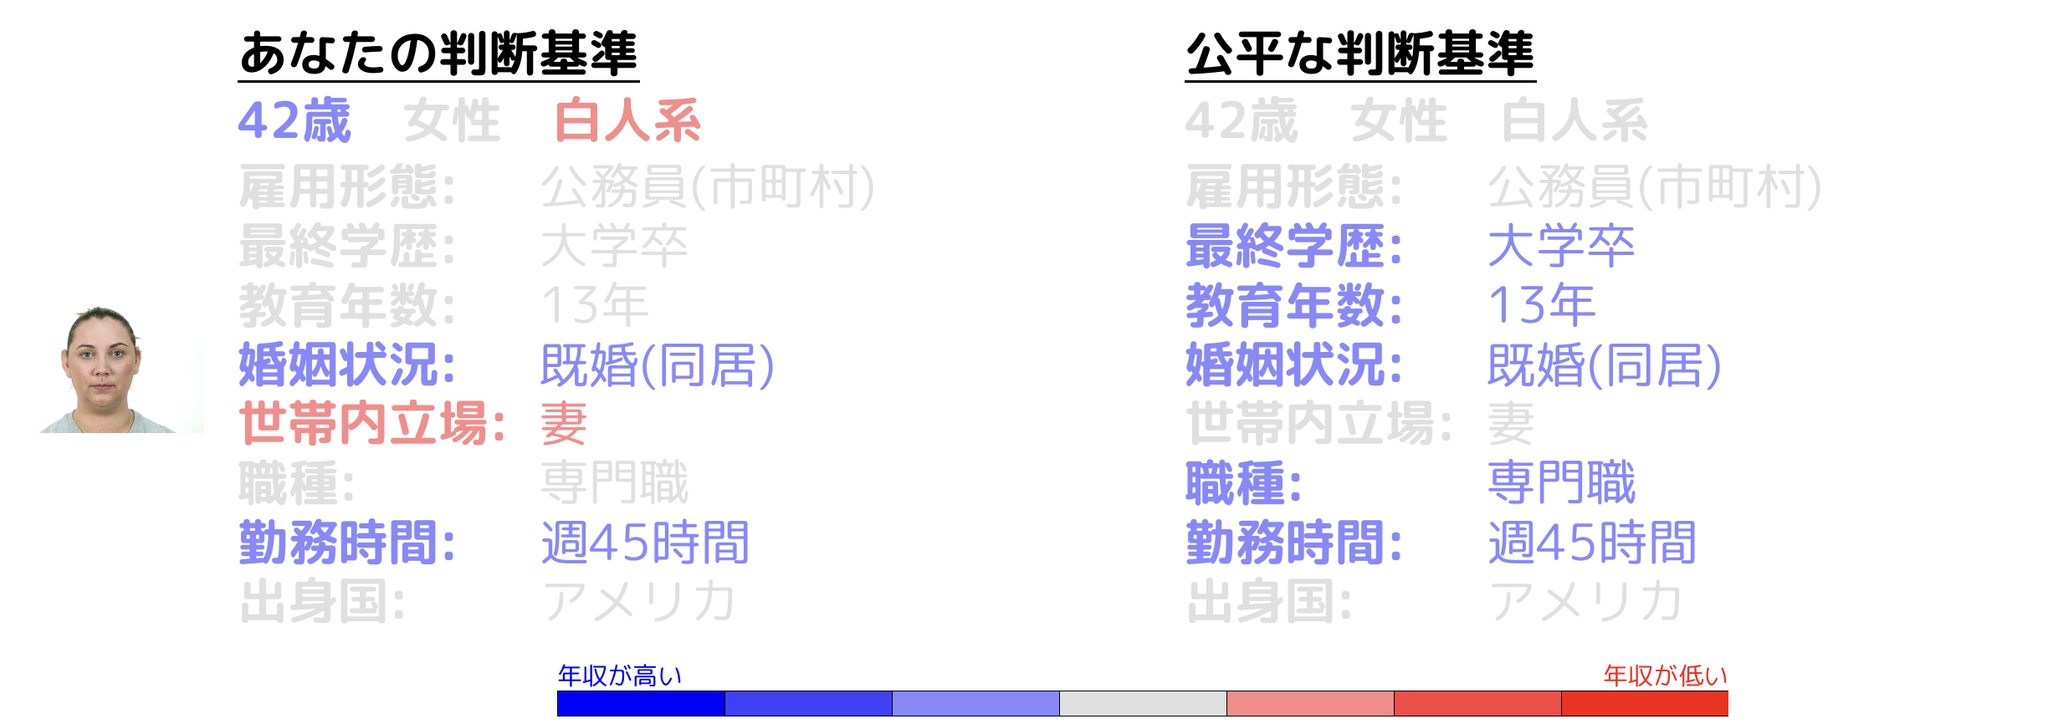 あなたの判断基準
42歳 女性 白人系
雇用形態: 公務員(市町村)
最終学歴: 大学卒
教育年数: 13年
婚姻状況: 既婚(同居)
世帯内立場: 妻
職種: 専門職
勤務時間: 週45時間
出身国: アメリカ
公平な判断基準
42歳 女性 白人系
雇用形態: 公務員(市町村)
最終学歴: 大学卒
教育年数: 13年
婚姻状況: 既婚(同居)
世帯内立場: 妻
職種: 専門職
勤務時間: 週45時間
出身国: アメリカ
年収が高い
年収が低い